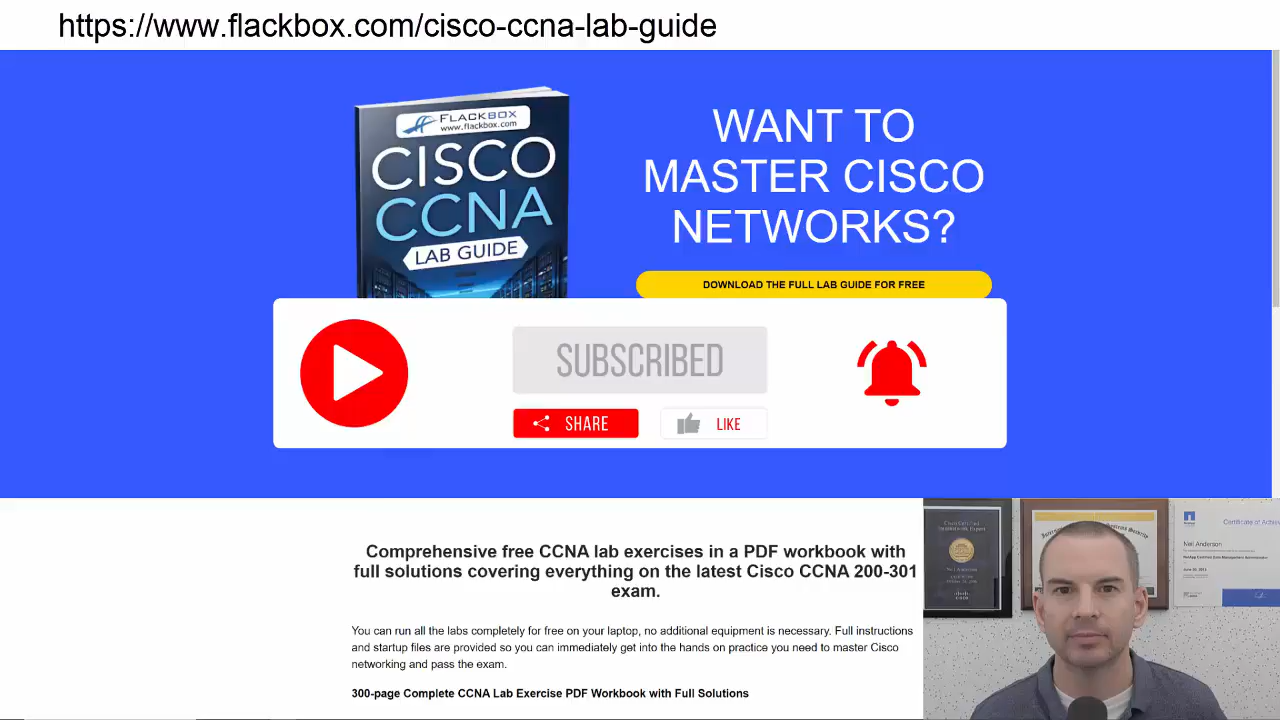 https://www.flackbox.com/cisco-ccna-lab-guide
FLACKBOX
www.flackbox.com
CISCO
CCNA
LAB GUIDE
WANT TO
MASTER CISCO
NETWORKS?
DOWNLOAD THE FULL LAB GUIDE FOR FREE
SUBSCRIBED
SHARE
LIKE
Comprehensive free CCNA lab exercises in a PDF workbook with
full solutions covering everything on the latest Cisco CCNA 200-301
exam.
You can run all the labs completely for free on your laptop, no additional equipment is necessary. Full instructions
and startup files are provided so you can immediately get into the hands on practice you need to master Cisco
networking and pass the exam.
300-page Complete CCNA Lab Exercise PDF Workbook with Full Solutions
Certificate of Achie
Neil Anderson